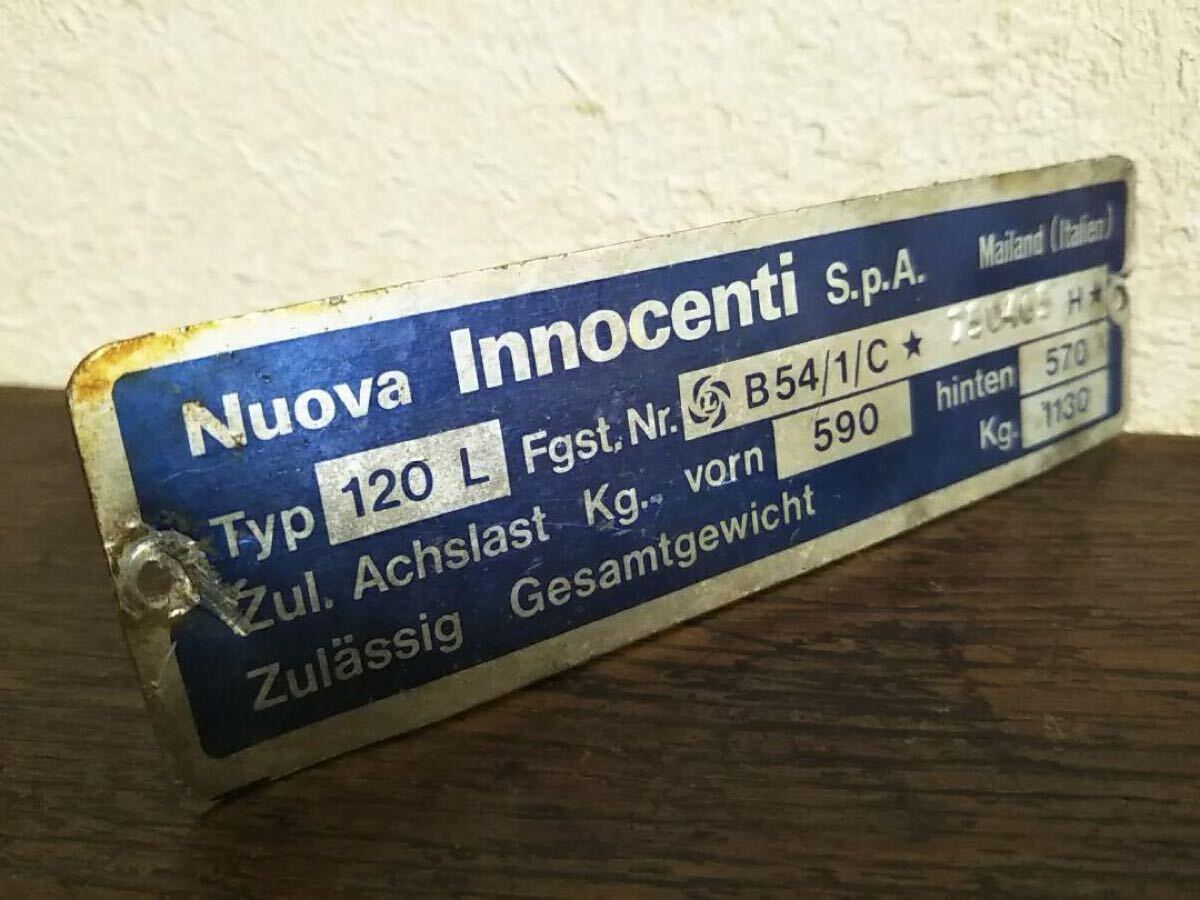 Nuova Innocenti S.p.A. Mailand (Italien)
Typ 120 L Fgst. Nr. B54/1/C ★ H★
Zul. Achslast Kg. vorn 590 hinten 570
Zulässig Gesamtgewicht Kg. 1130